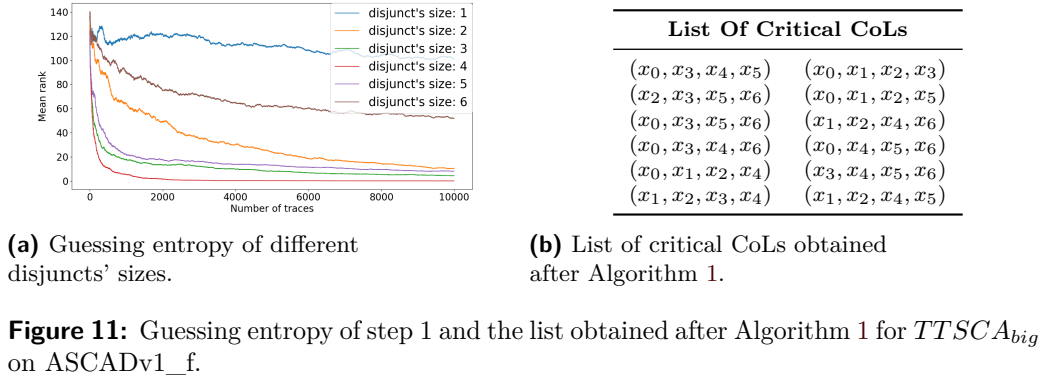 140
120
100
80
60
40
20
0
Mean rank
0 2000 4000 6000 8000 10000
Number of traces
disjunct's size: 1
disjunct's size: 2
disjunct's size: 3
disjunct's size: 4
disjunct's size: 5
disjunct's size: 6
(a) Guessing entropy of different
disjuncts’ sizes.
List Of Critical CoLs
(x₀, x₃, x₄, x₅) (x₀, x₁, x₂, x₃)
(x₂, x₃, x₅, x₆) (x₀, x₁, x₂, x₅)
(x₀, x₃, x₅, x₆) (x₁, x₂, x₄, x₆)
(x₀, x₃, x₄, x₆) (x₀, x₄, x₅, x₆)
(x₀, x₁, x₂, x₄) (x₃, x₄, x₅, x₆)
(x₁, x₂, x₃, x₄) (x₁, x₂, x₄, x₅)
(b) List of critical CoLs obtained
after Algorithm 1.
Figure 11: Guessing entropy of step 1 and the list obtained after Algorithm 1 for TTSCA_big
on ASCADv1_f.